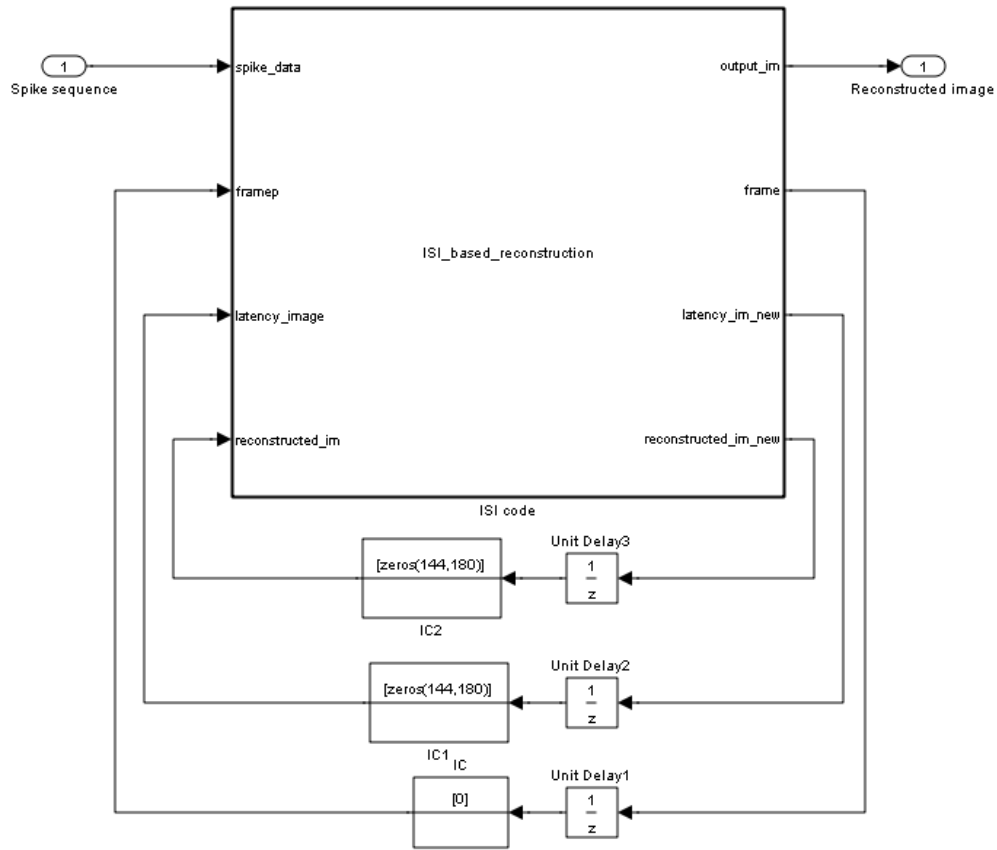 1
Spike sequence
spike_data
output_im
1
Reconstructed image
framep
frame
ISI_based_reconstruction
latency_image
latency_im_new
reconstructed_im
reconstructed_im_new
ISI code
Unit Delay3
[zeros(144,180)]
1
z
IC2
Unit Delay2
[zeros(144,180)]
1
z
IC1
IC
Unit Delay1
[0]
1
z